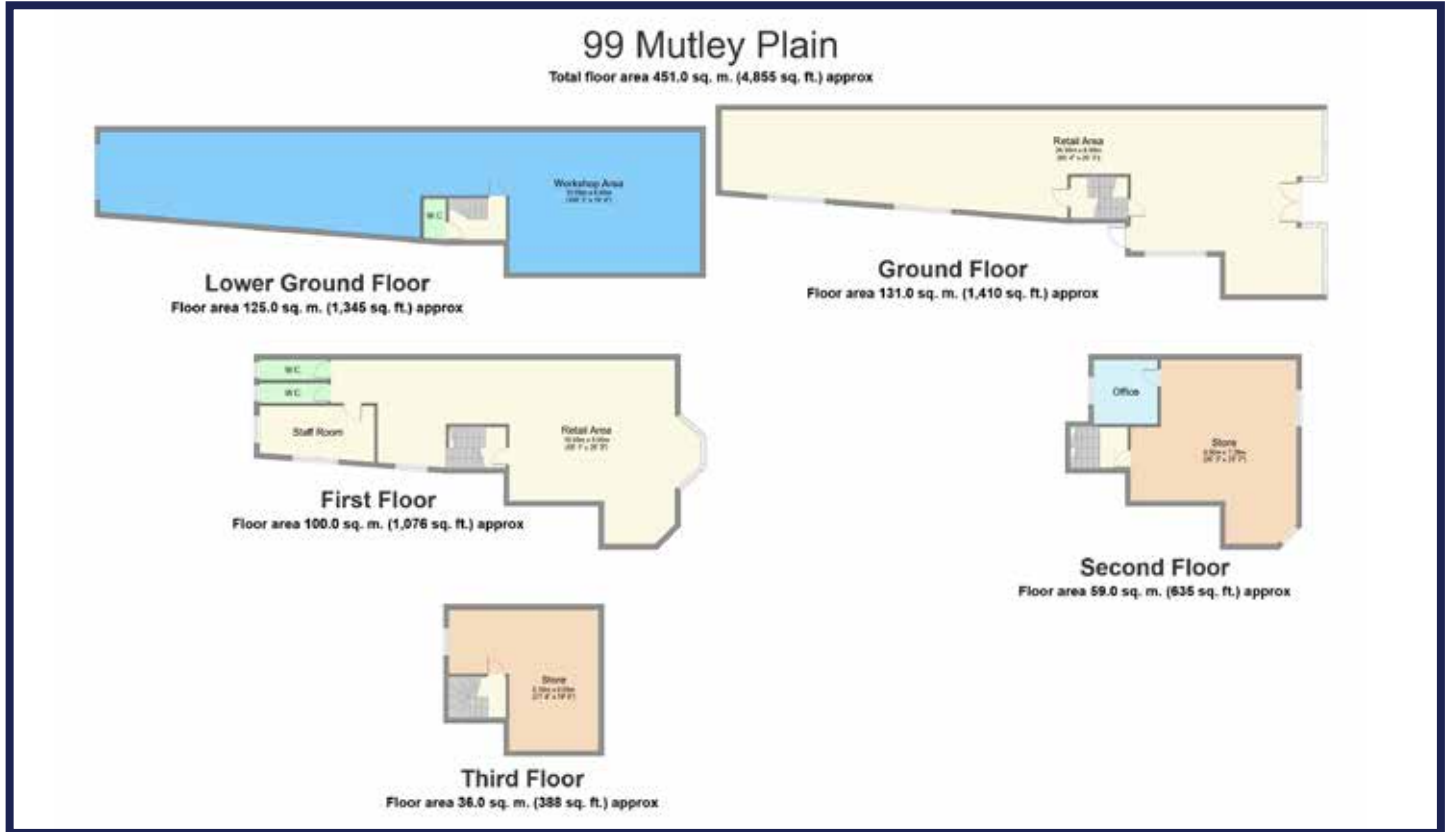 99 Mutley Plain
Total floor area 451.0 sq. m. (4,855 sq. ft.) approx
Workshop Area
W.C
Lower Ground Floor
Floor area 125.0 sq. m. (1,345 sq. ft.) approx
Retail Area
Ground Floor
Floor area 131.0 sq. m. (1,410 sq. ft.) approx
W.C
W.C
Staff Room
Retail Area
First Floor
Floor area 100.0 sq. m. (1,076 sq. ft.) approx
Office
Store
Second Floor
Floor area 59.0 sq. m. (635 sq. ft.) approx
Store
Third Floor
Floor area 36.0 sq. m. (388 sq. ft.) approx